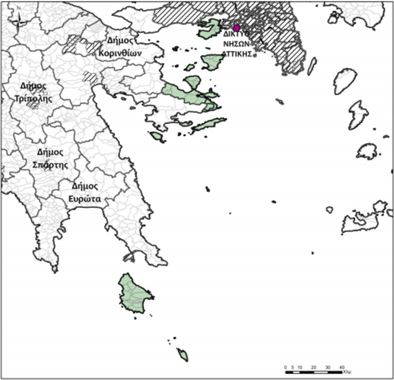 Δήμος
Κορινθίων
ΔΙΚΤΥΟ
ΝΗΣΩΝ
ΑΤΤΙΚΗΣ
Δήμος
Τρίπολης
Δήμος
Σπάρτης
Δήμος
Ευρώτα
0 5 10 20 30 40